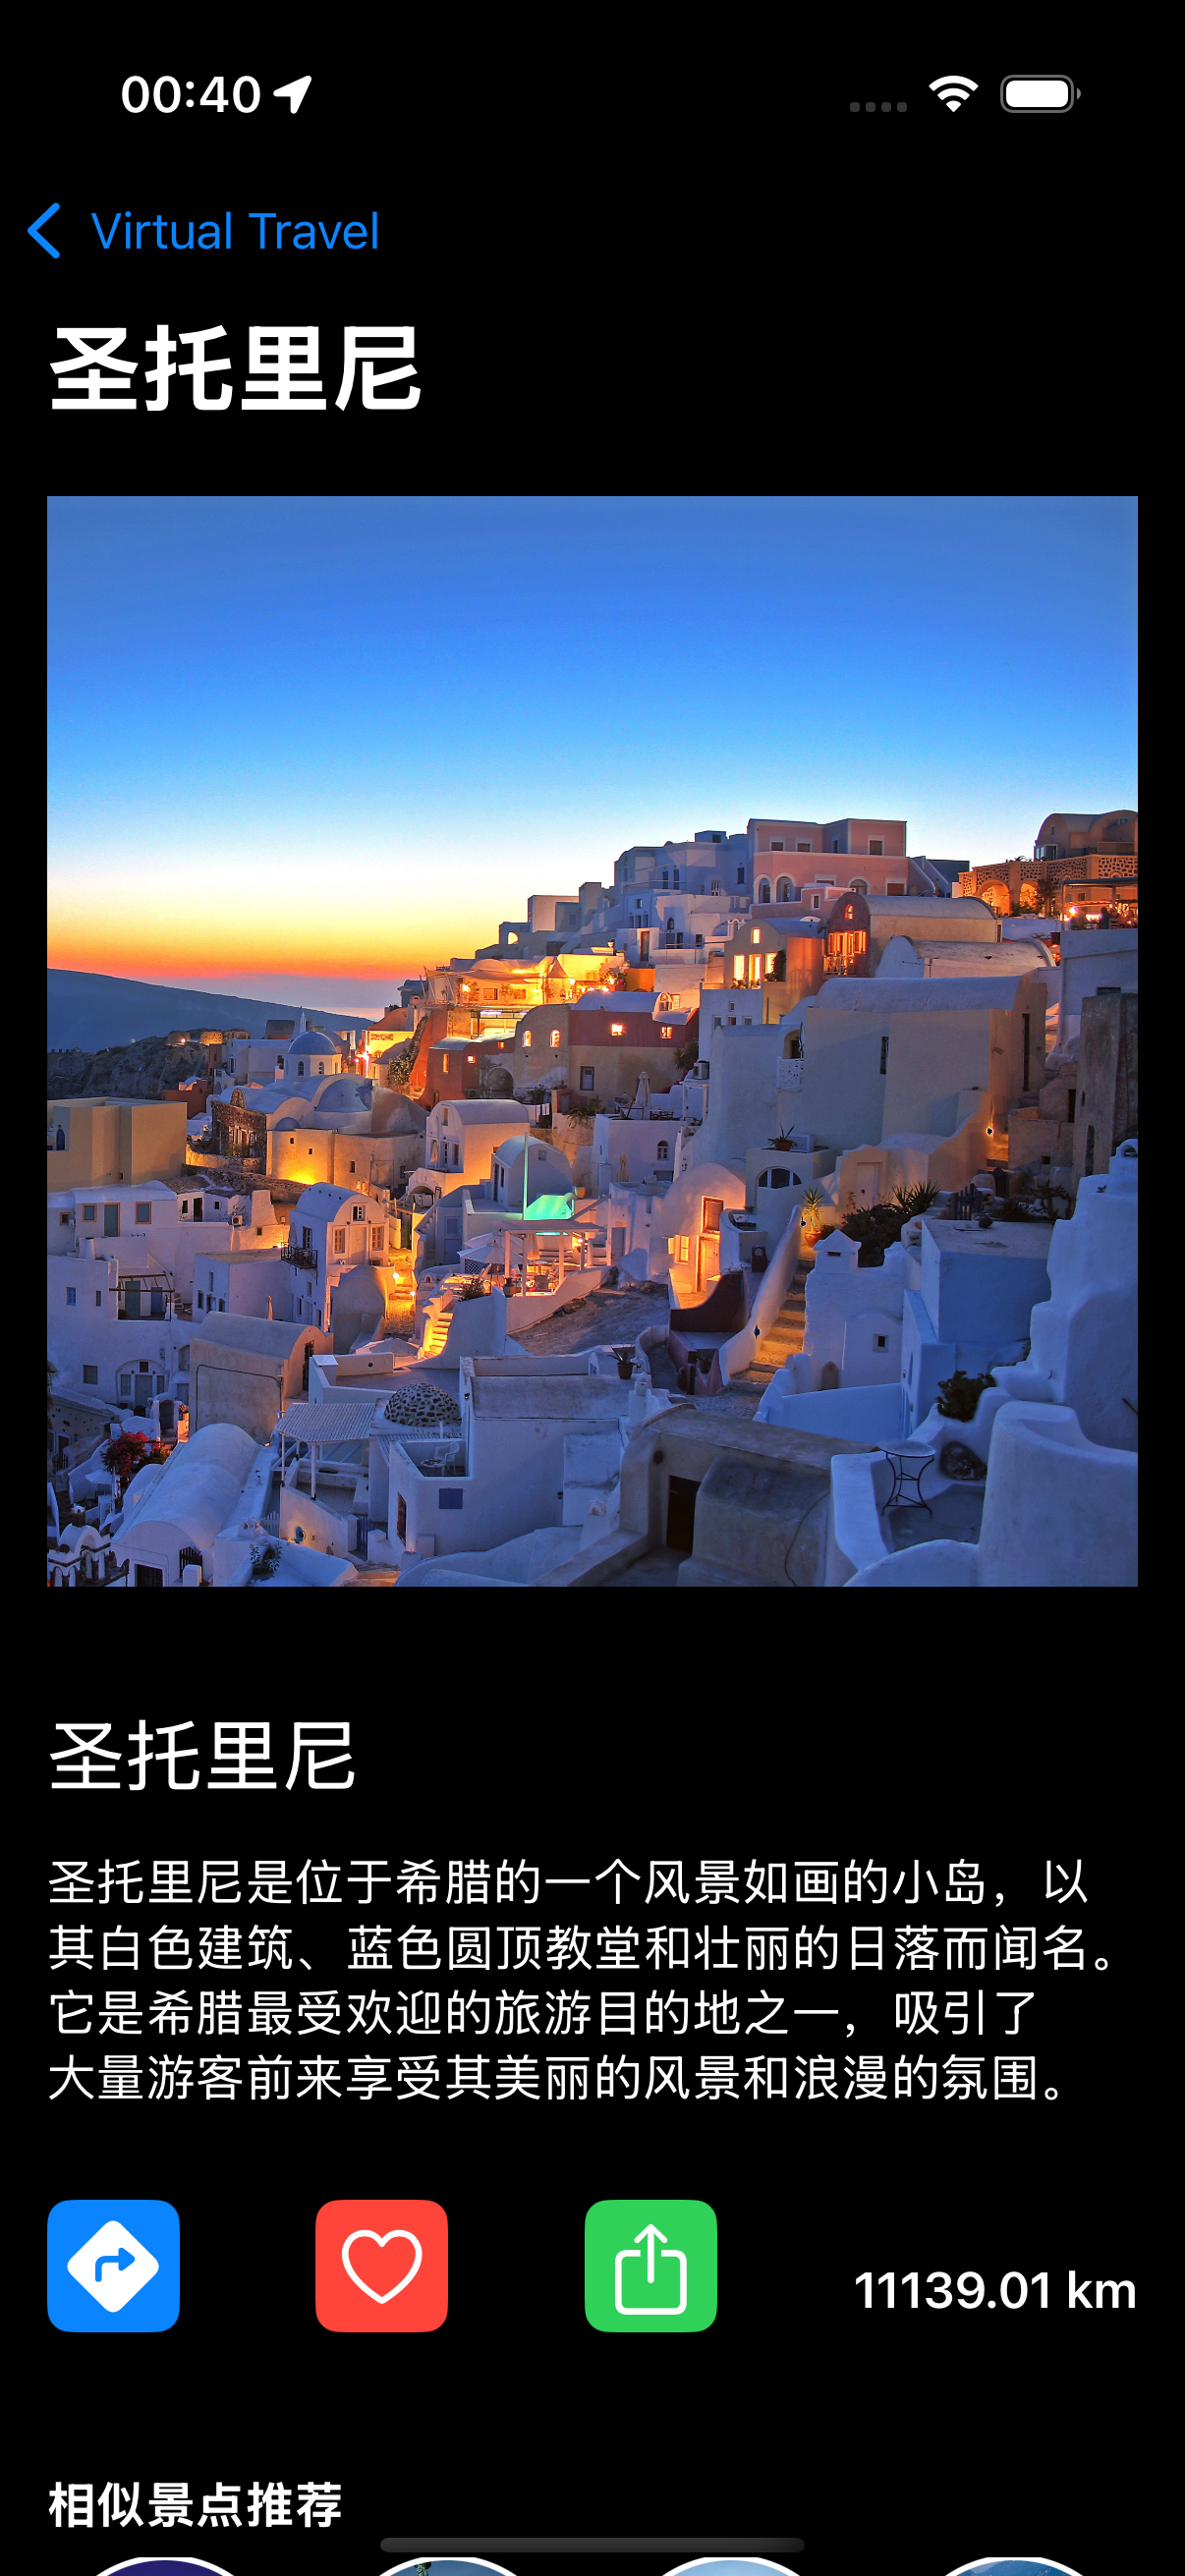 00:40
Virtual Travel
圣托里尼
圣托里尼
圣托里尼是位于希腊的一个风景如画的小岛，以
其白色建筑、蓝色圆顶教堂和壮丽的日落而闻名。
它是希腊最受欢迎的旅游目的地之一，吸引了
大量游客前来享受其美丽的风景和浪漫的氛围。
11139.01 km
相似景点推荐